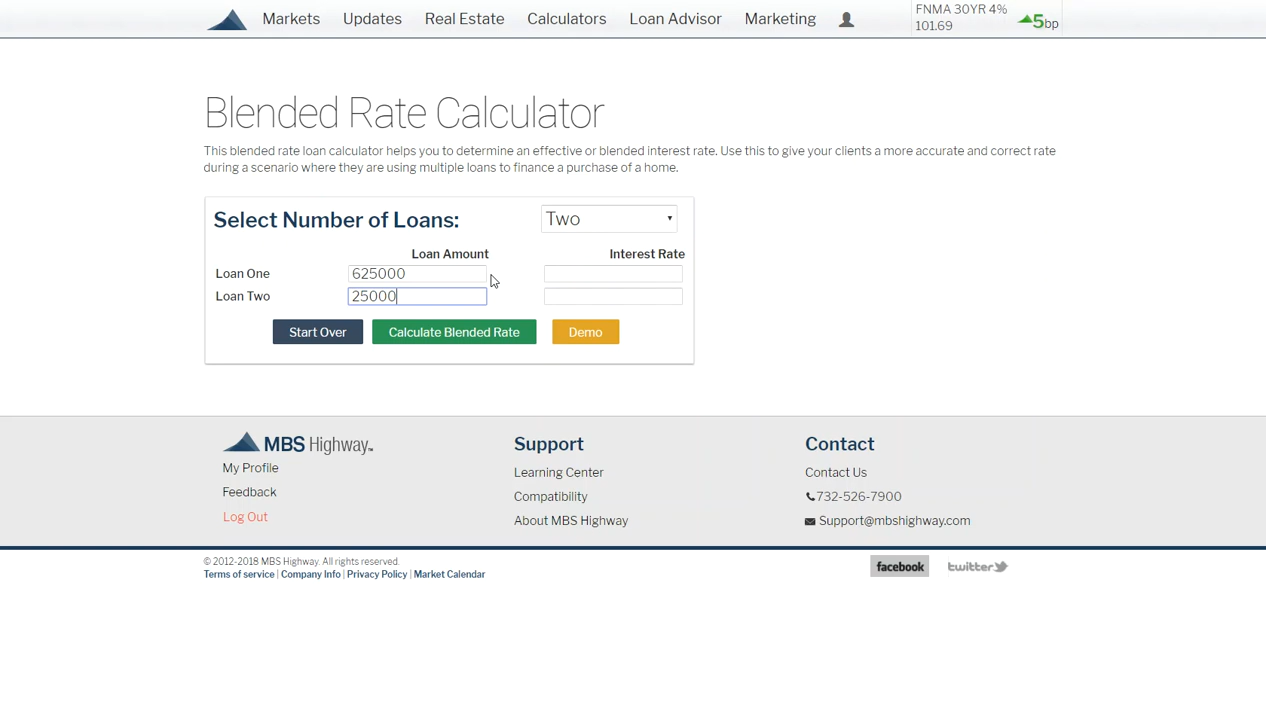 Markets Updates Real Estate Calculators Loan Advisor Marketing
FNMA 30YR 4%
101.69
5bp
Blended Rate Calculator
This blended rate loan calculator helps you to determine an effective or blended interest rate. Use this to give your clients a more accurate and correct rate
during a scenario where they are using multiple loans to finance a purchase of a home.
Select Number of Loans: Two
Loan Amount Interest Rate
Loan One 625000
Loan Two 25000
Start Over Calculate Blended Rate Demo
MBS Highway™ Support Contact
My Profile Learning Center Contact Us
Feedback Compatibility 732-526-7900
Log Out About MBS Highway Support@mbshighway.com
© 2012-2018 MBS Highway. All rights reserved.
Terms of service | Company Info | Privacy Policy | Market Calendar
facebook twitter